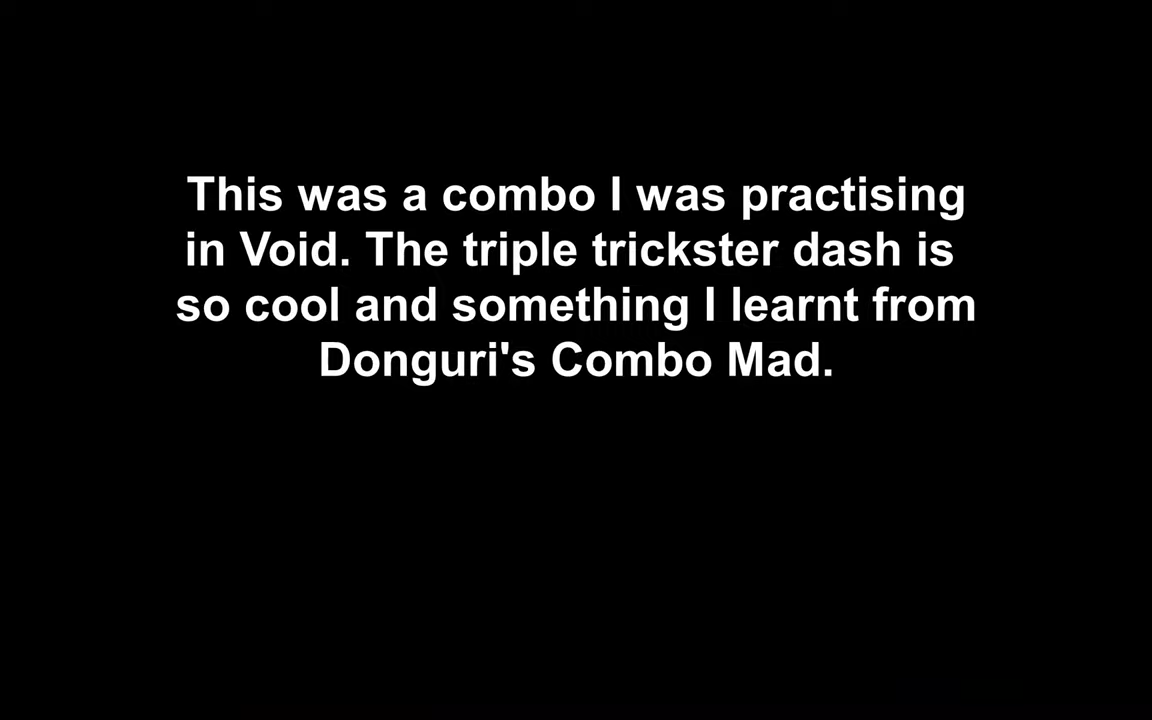 This was a combo I was practising
in Void. The triple trickster dash is
so cool and something I learnt from
Donguri's Combo Mad.